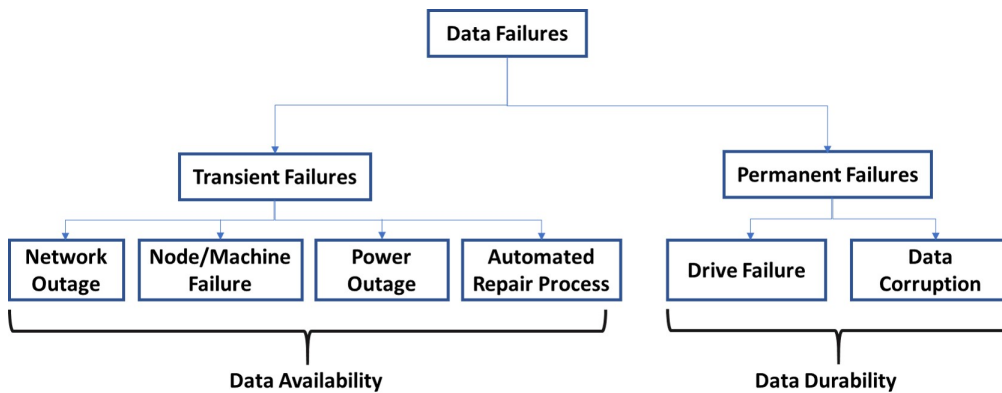 Data Failures
Transient Failures
Permanent Failures
Network
Outage
Node/Machine
Failure
Power
Outage
Automated
Repair Process
Drive Failure
Data
Corruption
Data Availability
Data Durability